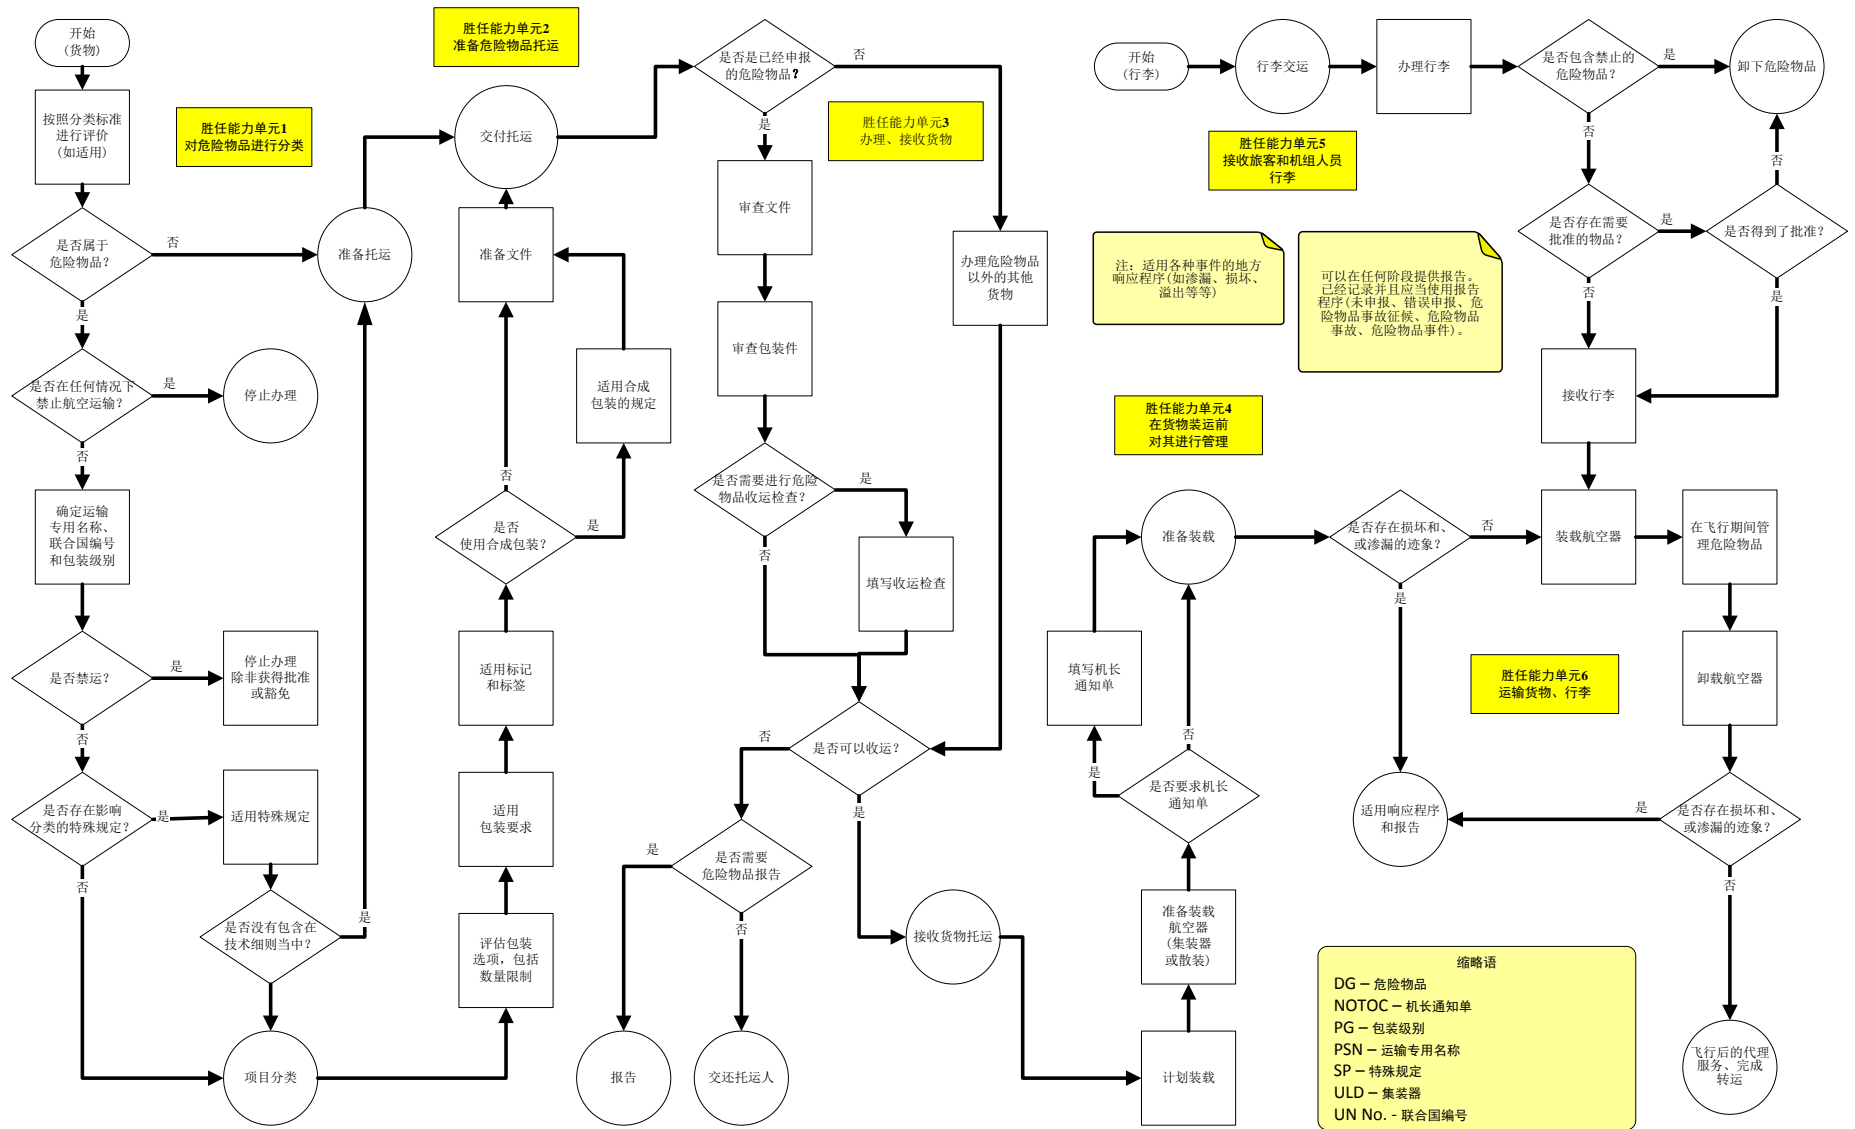 开始
(货物)
按照分类标准
进行评价
(如适用)
胜任能力单元1
对危险物品进行分类
是否属于
危险物品？
否
是
准备托运
是否在任何情况下
禁止航空运输？
是
否
停止办理
确定运输
专用名称、
联合国编号
和包装级别
是否禁运？
是
否
停止办理
除非获得批准
或豁免
是否存在影响
分类的特殊规定？
是
否
适用特殊规定
是否没有包含在
技术细则当中？
是
项目分类
胜任能力单元2
准备危险物品托运
交付托运
准备文件
适用合成
包装的规定
否
是否
使用合成包装？
是
适用标记
和标签
适用
包装要求
评估包装
选项，包括
数量限制
是否是已经申报
的危险物品？
否
是
胜任能力单元3
办理、接收货物
审查文件
办理危险物品
以外的其他
货物
审查包装件
是否需要进行危险
物品收运检查？
是
否
填写收运检查
是否可以收运？
否
是
是否需要
危险物品报告
是
否
报告
交还托运人
接收货物托运
开始
(行李)
行李交运
办理行李
是否包含禁止的
危险物品？
是
否
卸下危险物品
胜任能力单元5
接收旅客和机组人员
行李
是否存在需要
批准的物品？
是
否
是否得到了批准？
否
是
注：适用各种事件的地方
响应程序(如渗漏、损坏、
溢出等等)
可以在任何阶段提供报告。
已经记录并且应当使用报告
程序(未申报、错误申报、危
险物品事故征候、危险物品
事故、危险物品事件)。
接收行李
胜任能力单元4
在货物装运前
对其进行管理
准备装载
是否存在损坏和、
或渗漏的迹象？
否
是
装载航空器
在飞行期间管
理危险物品
填写机长
通知单
否
是
是否要求机长
通知单
胜任能力单元6
运输货物、行李
卸载航空器
适用响应程序
和报告
是
是否存在损坏和、
或渗漏的迹象？
否
准备装载
航空器
(集装器
或散装)
计划装载
飞行后的代理
服务、完成
转运
缩略语
DG – 危险物品
NOTOC – 机长通知单
PG – 包装级别
PSN – 运输专用名称
SP – 特殊规定
ULD – 集装器
UN No. - 联合国编号